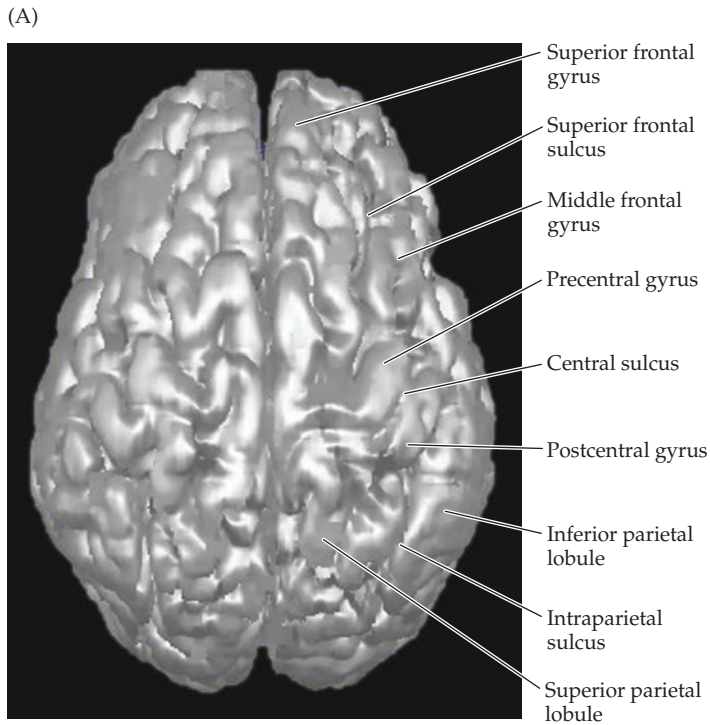 (A)
Superior frontal
gyrus
Superior frontal
sulcus
Middle frontal
gyrus
Precentral gyrus
Central sulcus
Postcentral gyrus
Inferior parietal
lobule
Intraparietal
sulcus
Superior parietal
lobule